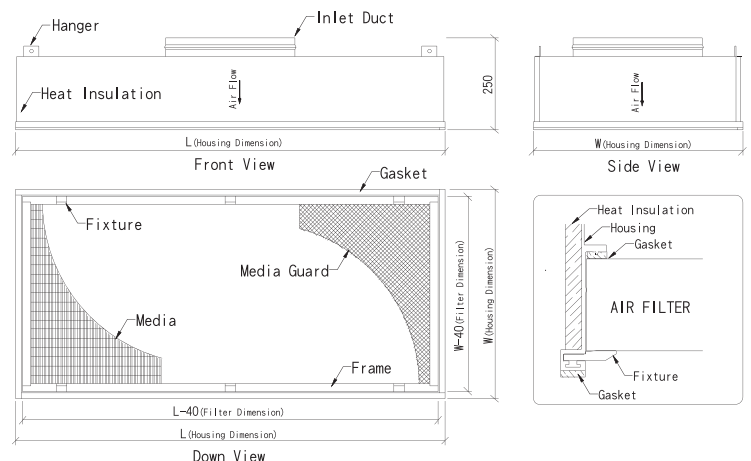 Hanger
Inlet Duct
Heat Insulation
Air Flow
250
L(Housing Dimension)
Front View
Air Flow
W(Housing Dimension)
Side View
Gasket
Fixture
Media Guard
Media
Frame
W-40(Filter Dimension)
W(Housing Dimension)
L-40(Filter Dimension)
L(Housing Dimension)
Down View
Heat Insulation
Housing
Gasket
AIR FILTER
Fixture
Gasket